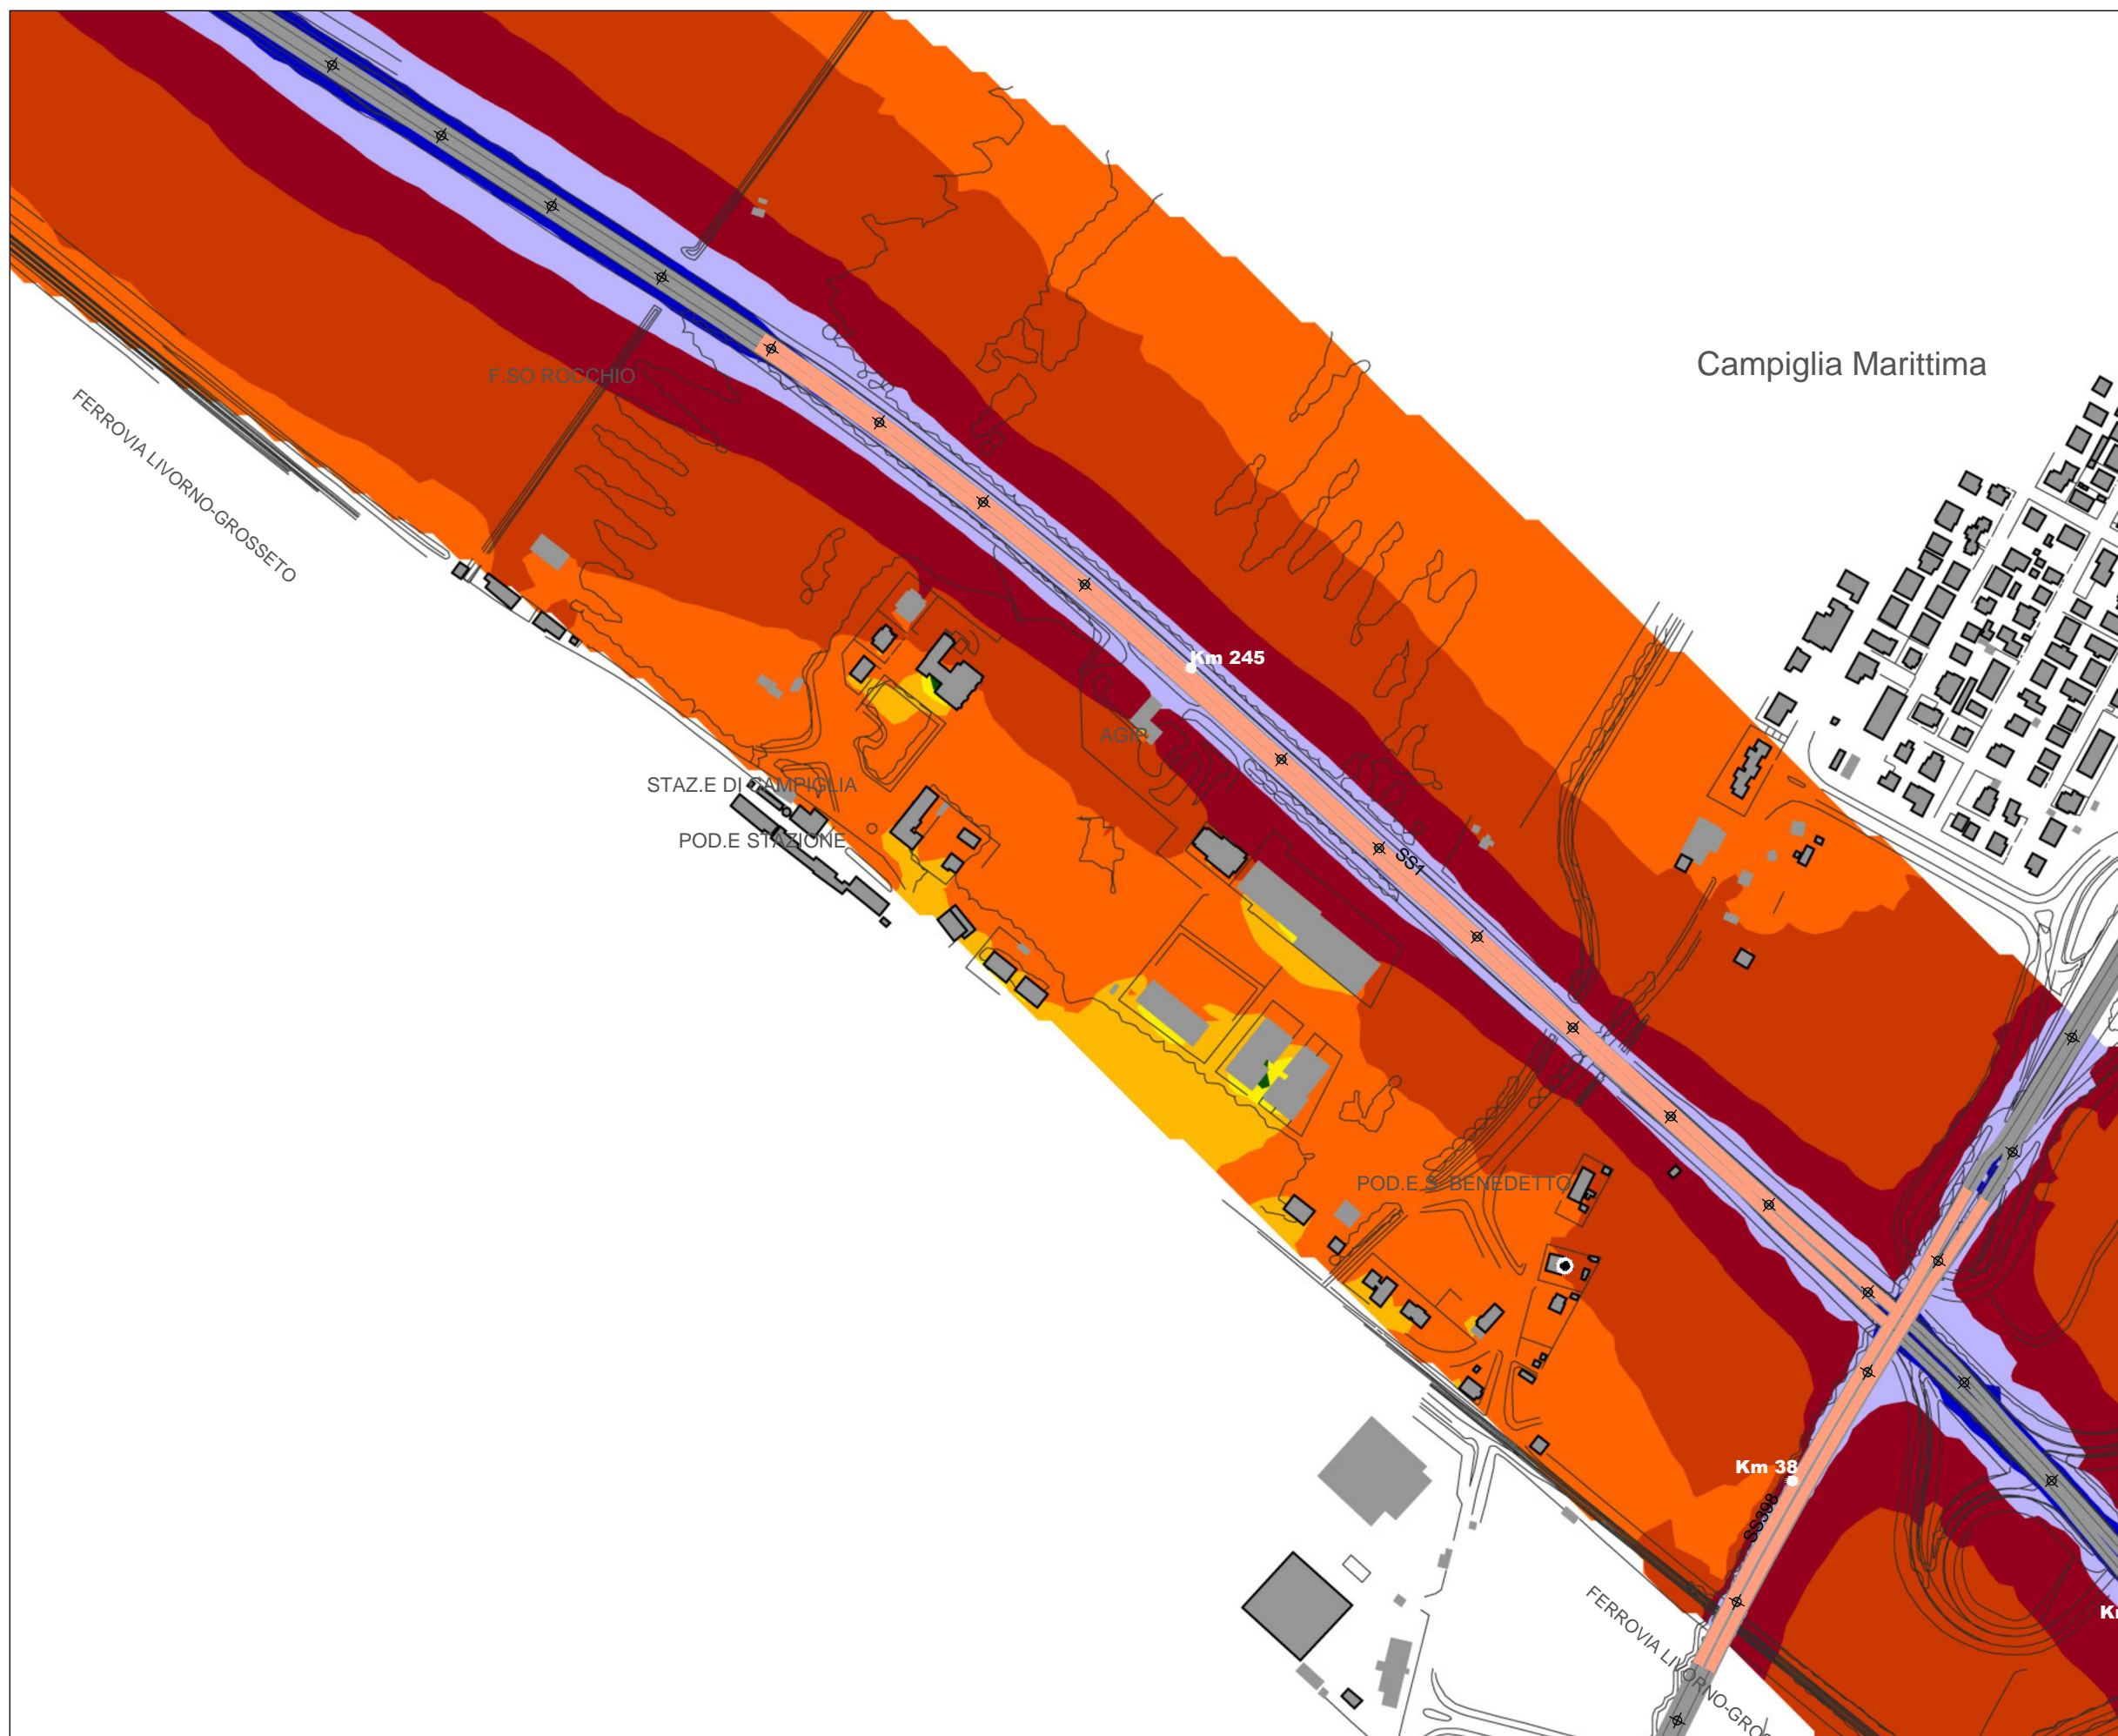 Campiglia Marittima
F.SO ROCCHIO
FERROVIA LIVORNO-GROSSETO
Km 245
AGIP
STAZ.E DI CAMPIGLIA
POD.E STAZIONE
SS1
POD.E S. BENEDETTO
Km 38
SS398
FERROVIA LIVORNO-GROS